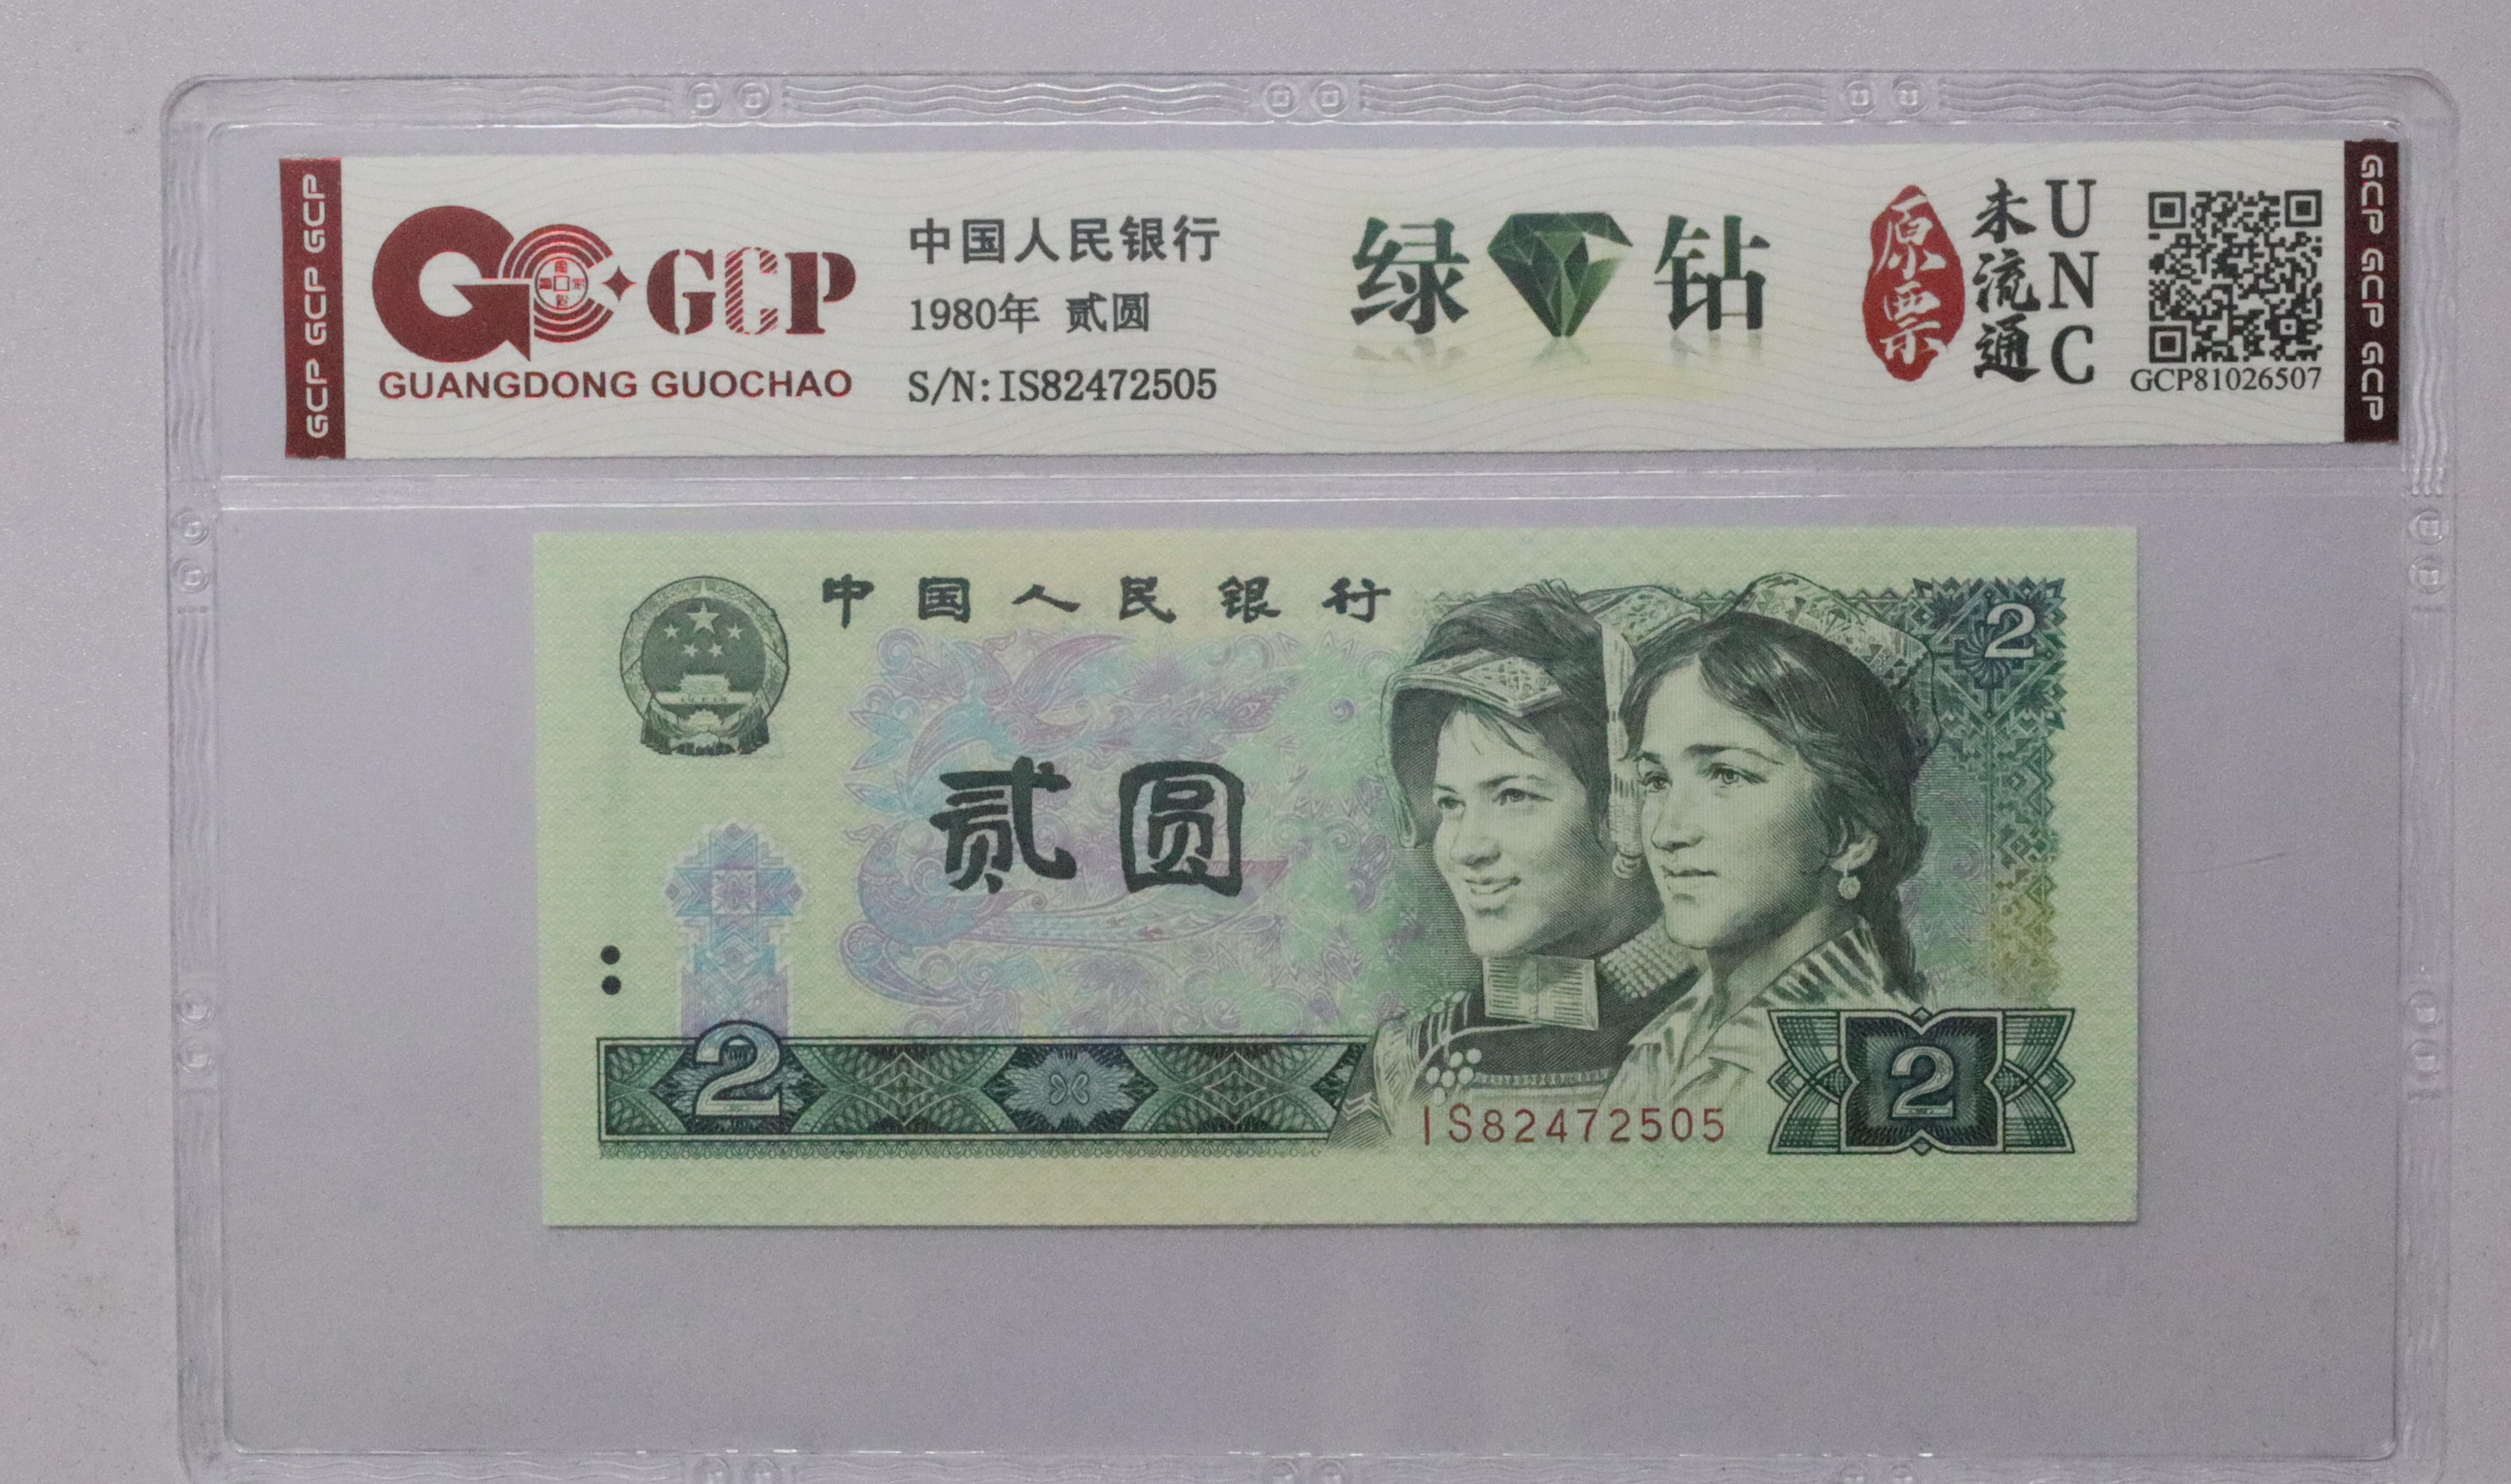 GCP GCP GCP
GCP
GUANGDONG GUOCHAO
中国人民银行
1980年 贰圆
S/N:IS82472505
绿钻
原票
未流通
UNC
GCP81026507
GCP GCP GCP
中国人民银行
2
贰圆
2
IS82472505
2